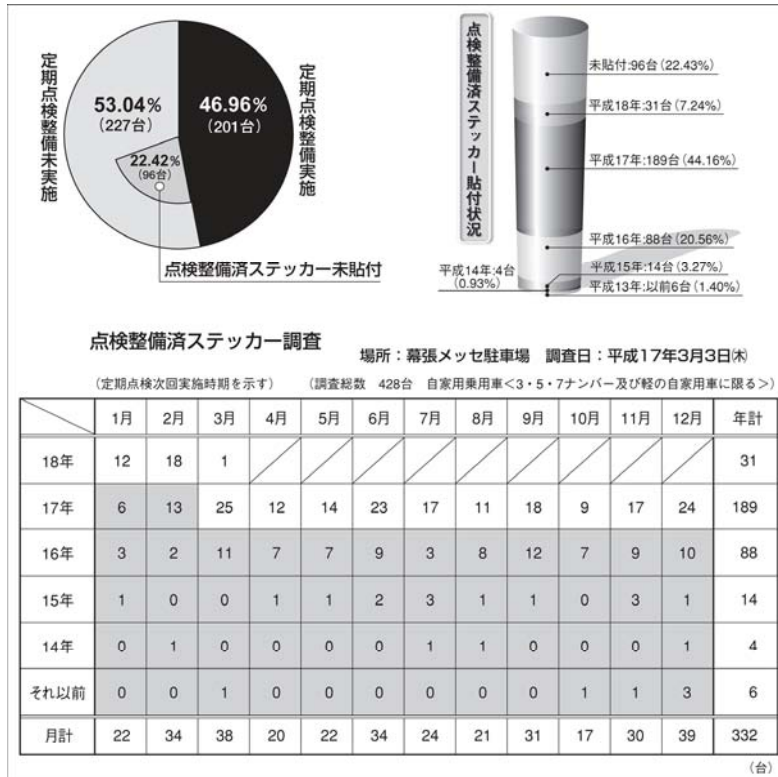 定期点検整備未実施
53.04%
(227台)
46.96%
(201台)
22.42%
(96台)
定期点検整備実施
点検整備済ステッカー未貼付
点検整備済ステッカー貼付状況
未貼付:96台(22.43%)
平成18年:31台(7.24%)
平成17年:189台(44.16%)
平成16年:88台(20.56%)
平成14年:4台
(0.93%)
平成15年:14台(3.27%)
平成13年:以前6台(1.40%)
点検整備済ステッカー調査
場所:幕張メッセ駐車場 調査日:平成17年3月3日㈭
(定期点検次回実施時期を示す) (調査総数 428台 自家用乗用車<3・5・7ナンバー及び軽の自家用車に限る>)
1月 2月 3月 4月 5月 6月 7月 8月 9月 10月 11月 12月 年計
18年 12 18 1 31
17年 6 13 25 12 14 23 17 11 18 9 17 24 189
16年 3 2 11 7 7 9 3 8 12 7 9 10 88
15年 1 0 0 1 1 2 3 1 1 0 3 1 14
14年 0 1 0 0 0 0 1 1 0 0 0 1 4
それ以前 0 0 1 0 0 0 0 0 0 1 1 3 6
月計 22 34 38 20 22 34 24 21 31 17 30 39 332
(台)